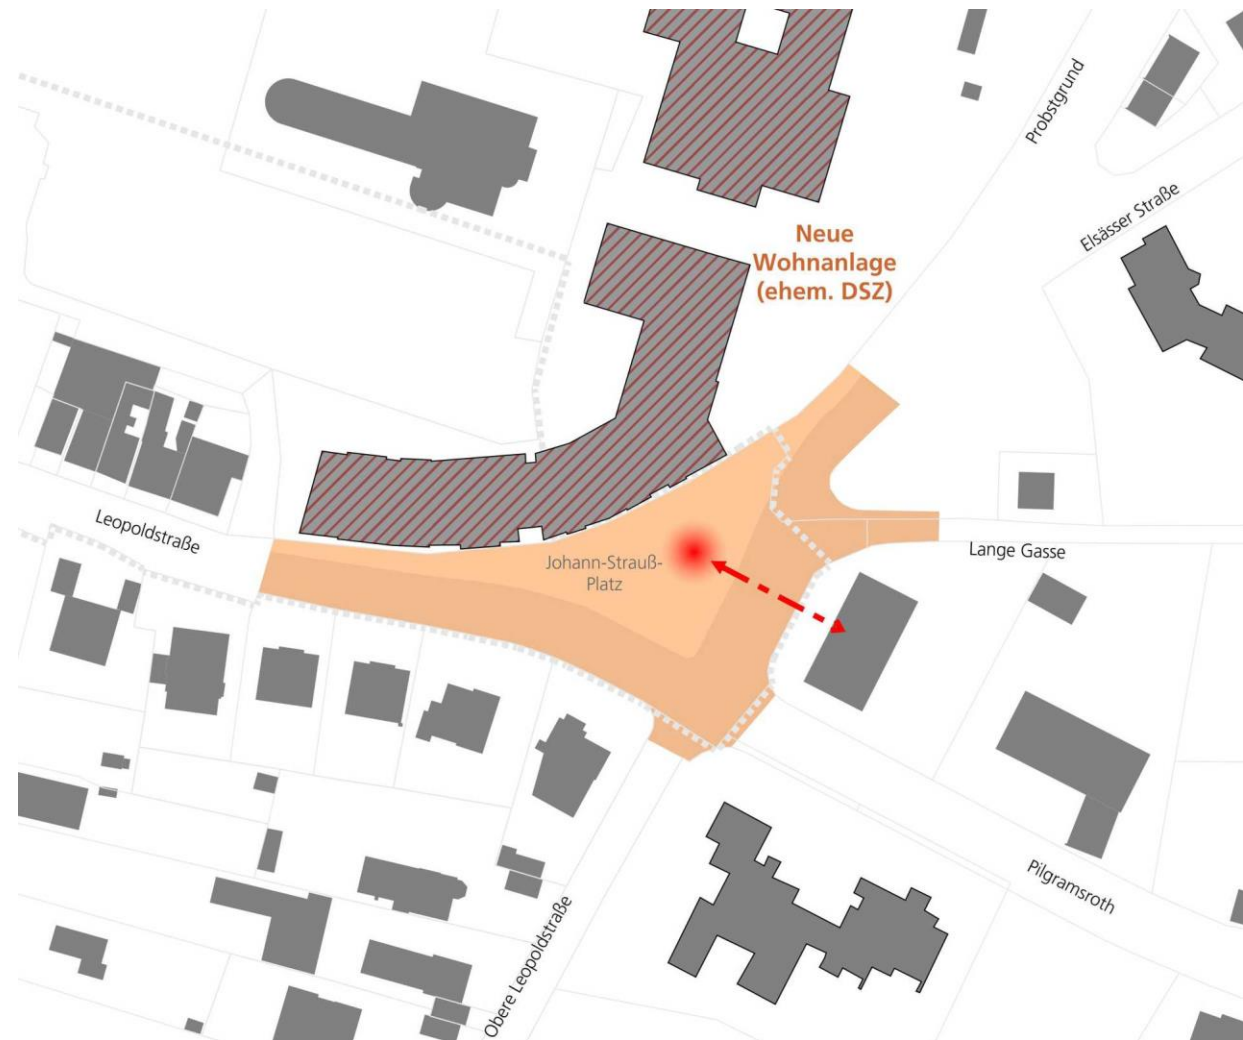 Probstgrund
Elsässer Straße
Neue
Wohnanlage
(ehem. DSZ)
Leopoldstraße
Johann-Strauß-
Platz
Lange Gasse
Pilgramsroth
Obere Leopoldstraße